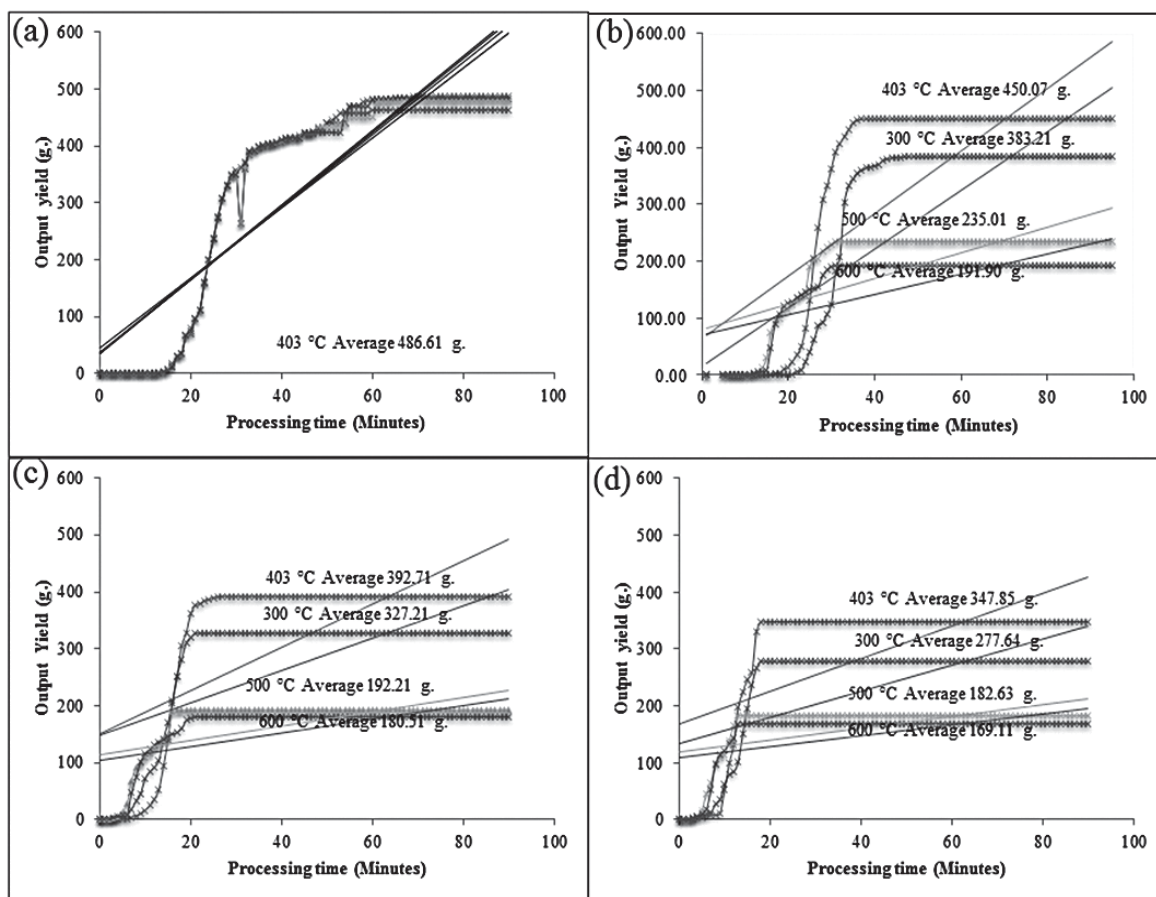 (a)
600
500
400
300
200
100
0
Output yield (g.)
403 °C Average 486.61 g.
0 20 40 60 80 100
Processing time (Minutes)
(b)
600.00
500.00
400.00
300.00
200.00
100.00
0.00
Output Yield (g.)
403 °C Average 450.07 g.
300 °C Average 383.21 g.
500 °C Average 235.01 g.
600 °C Average 191.90 g.
0 20 40 60 80 100
Processing time (Minutes)
(c)
600
500
400
300
200
100
0
Output Yield (g.)
403 °C Average 392.71 g.
300 °C Average 327.21 g.
500 °C Average 192.21 g.
600 °C Average 180.51 g.
0 20 40 60 80 100
Processing time (Minutes)
(d)
600
500
400
300
200
100
0
Output yield (g.)
403 °C Average 347.85 g.
300 °C Average 277.64 g.
500 °C Average 182.63 g.
600 °C Average 169.11 g.
0 20 40 60 80 100
Processing time (Minutes)